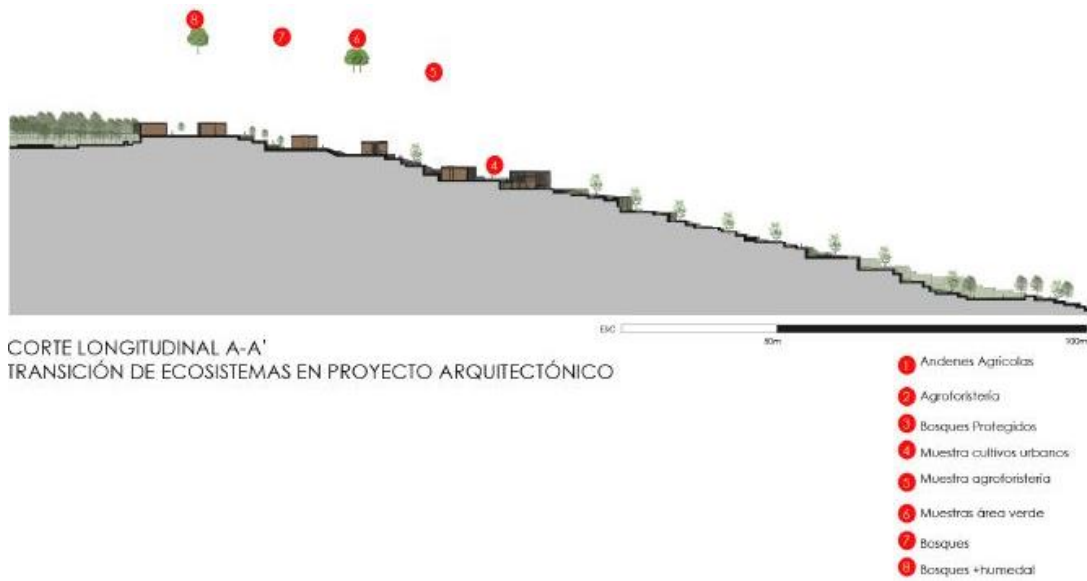 8
7
6
5
4
CORTE LONGITUDINAL A-A'
TRANSICIÓN DE ECOSISTEMAS EN PROYECTO ARQUITECTÓNICO
ESC
50m
100m
1 Andenes Agrícolas
2 Agroforistería
3 Bosques Protegidos
4 Muestra cultivos urbanos
5 Muestra agroforistería
6 Muestras área verde
7 Bosques
8 Bosques +humedal